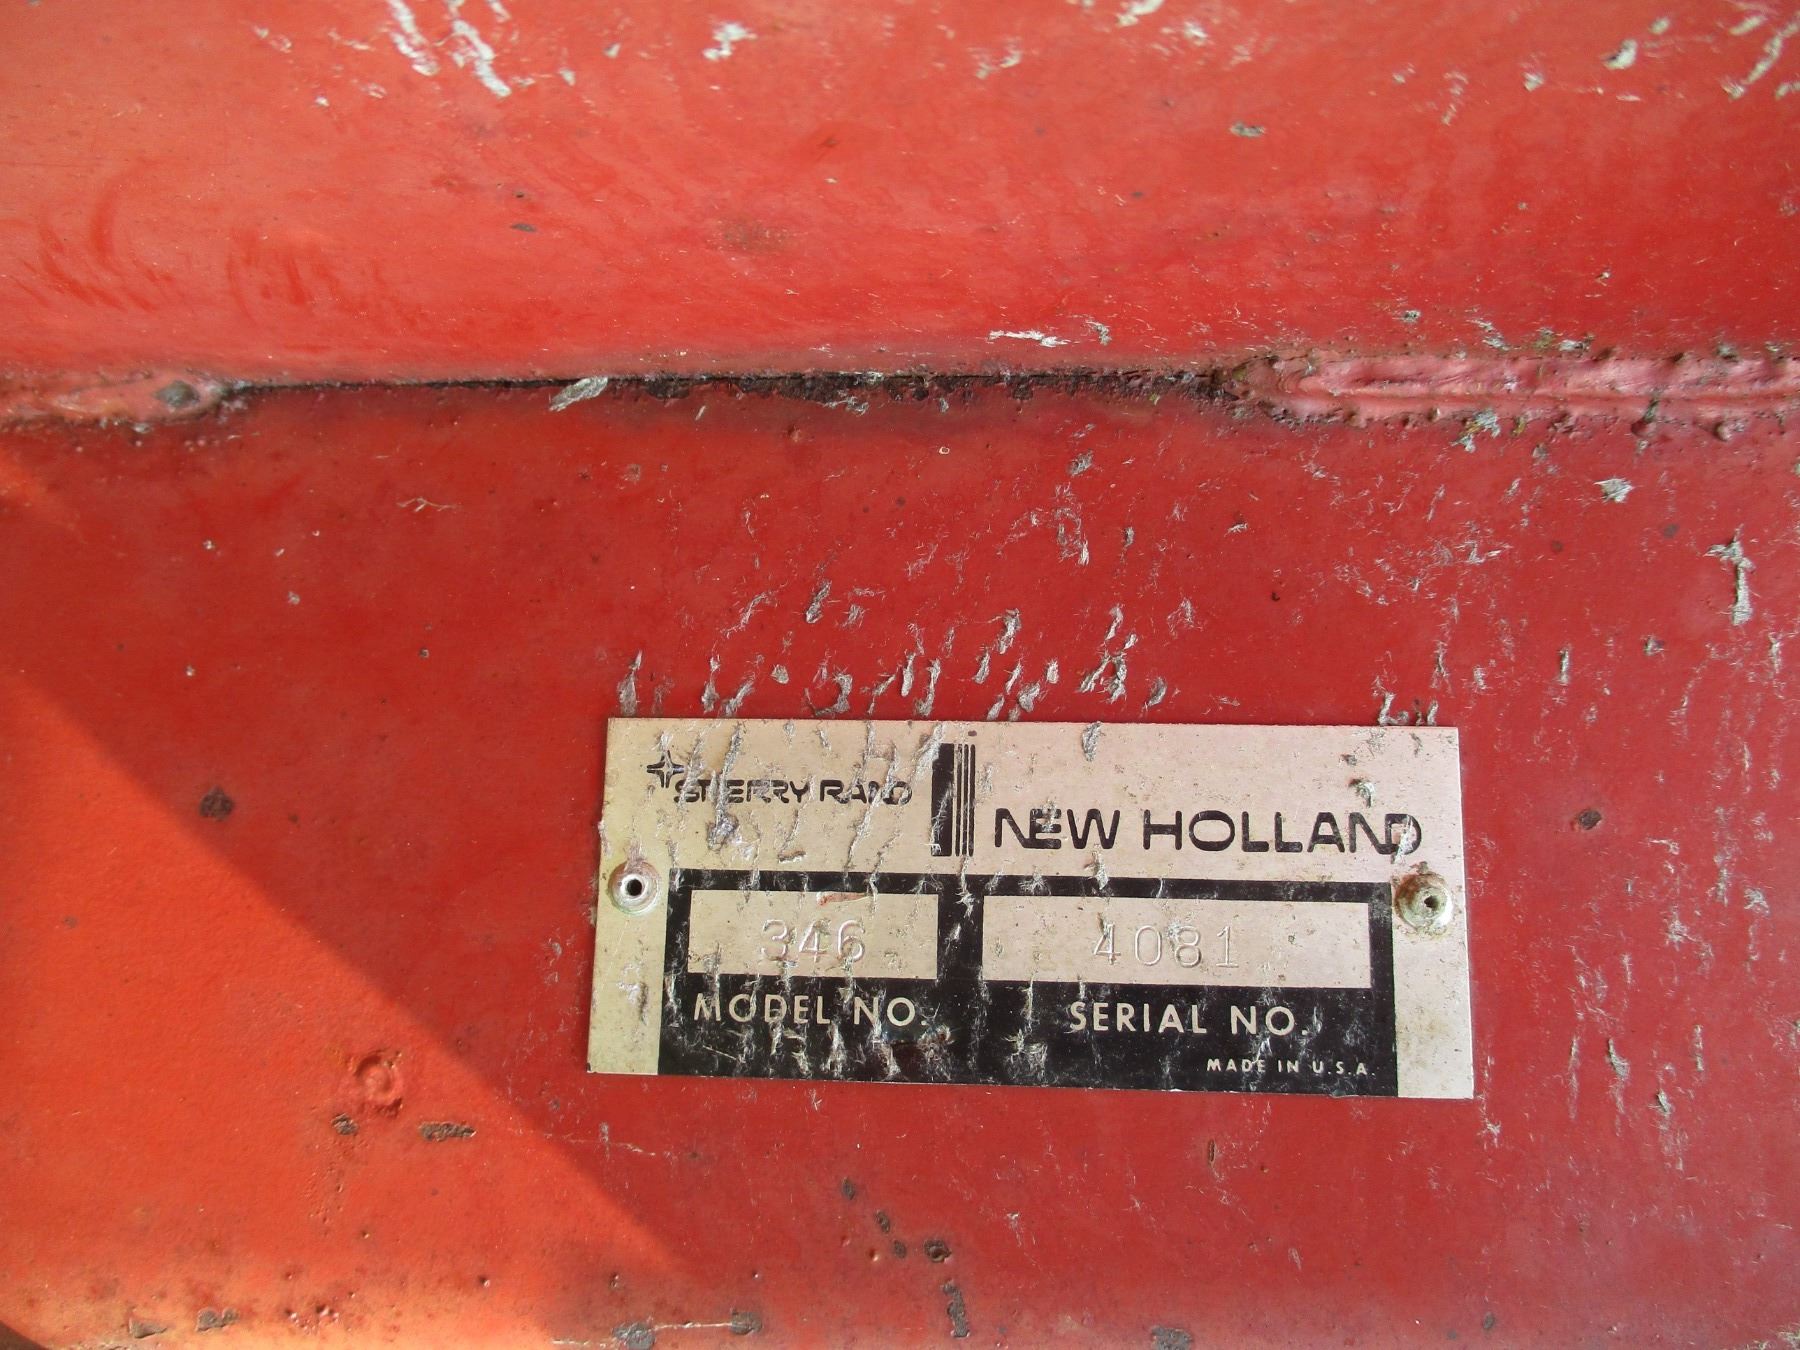 SPERRY RAND
NEW HOLLAND
346
4081
MODEL NO.
SERIAL NO.
MADE IN U.S.A.